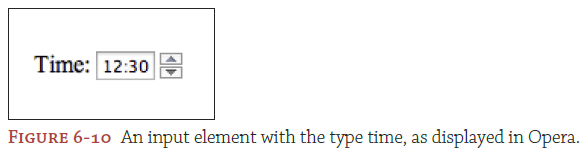 Time: 12:30
FIGURE 6-10 An input element with the type time, as displayed in Opera.